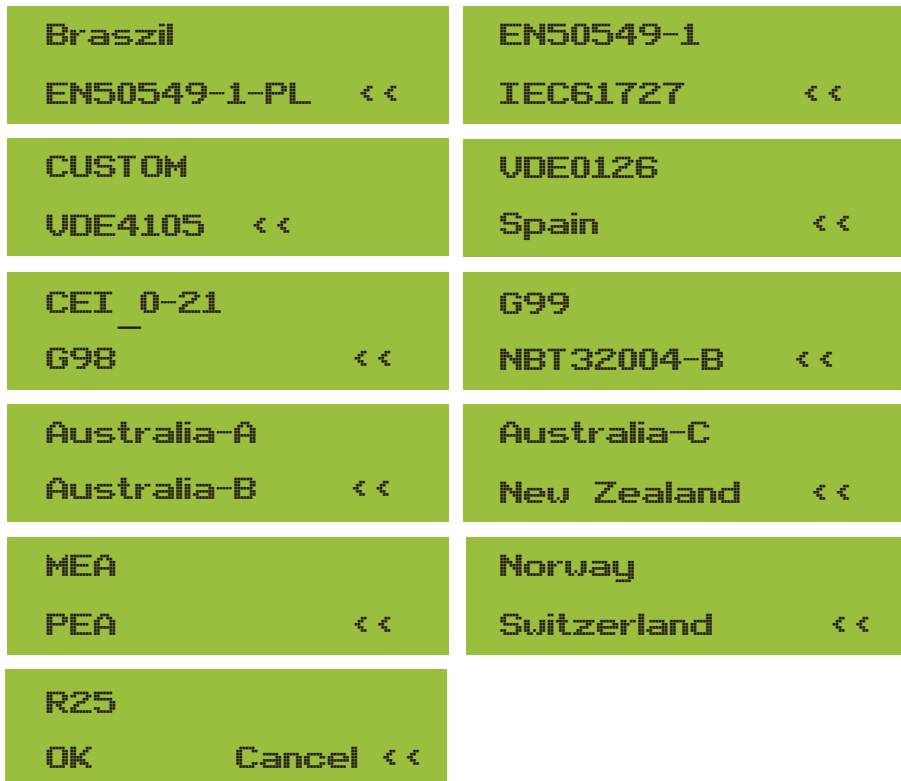 Braszil
EN50549-1-PL <<
EN50549-1
IEC61727 <<
CUSTOM
VDE4105 <<
VDE0126
Spain <<
CEI_0-21
G98 <<
G99
NBT32004-B <<
Australia-A
Australia-B <<
Australia-C
New Zealand <<
MEA
PEA <<
Norway
Switzerland <<
R25
OK Cancel <<